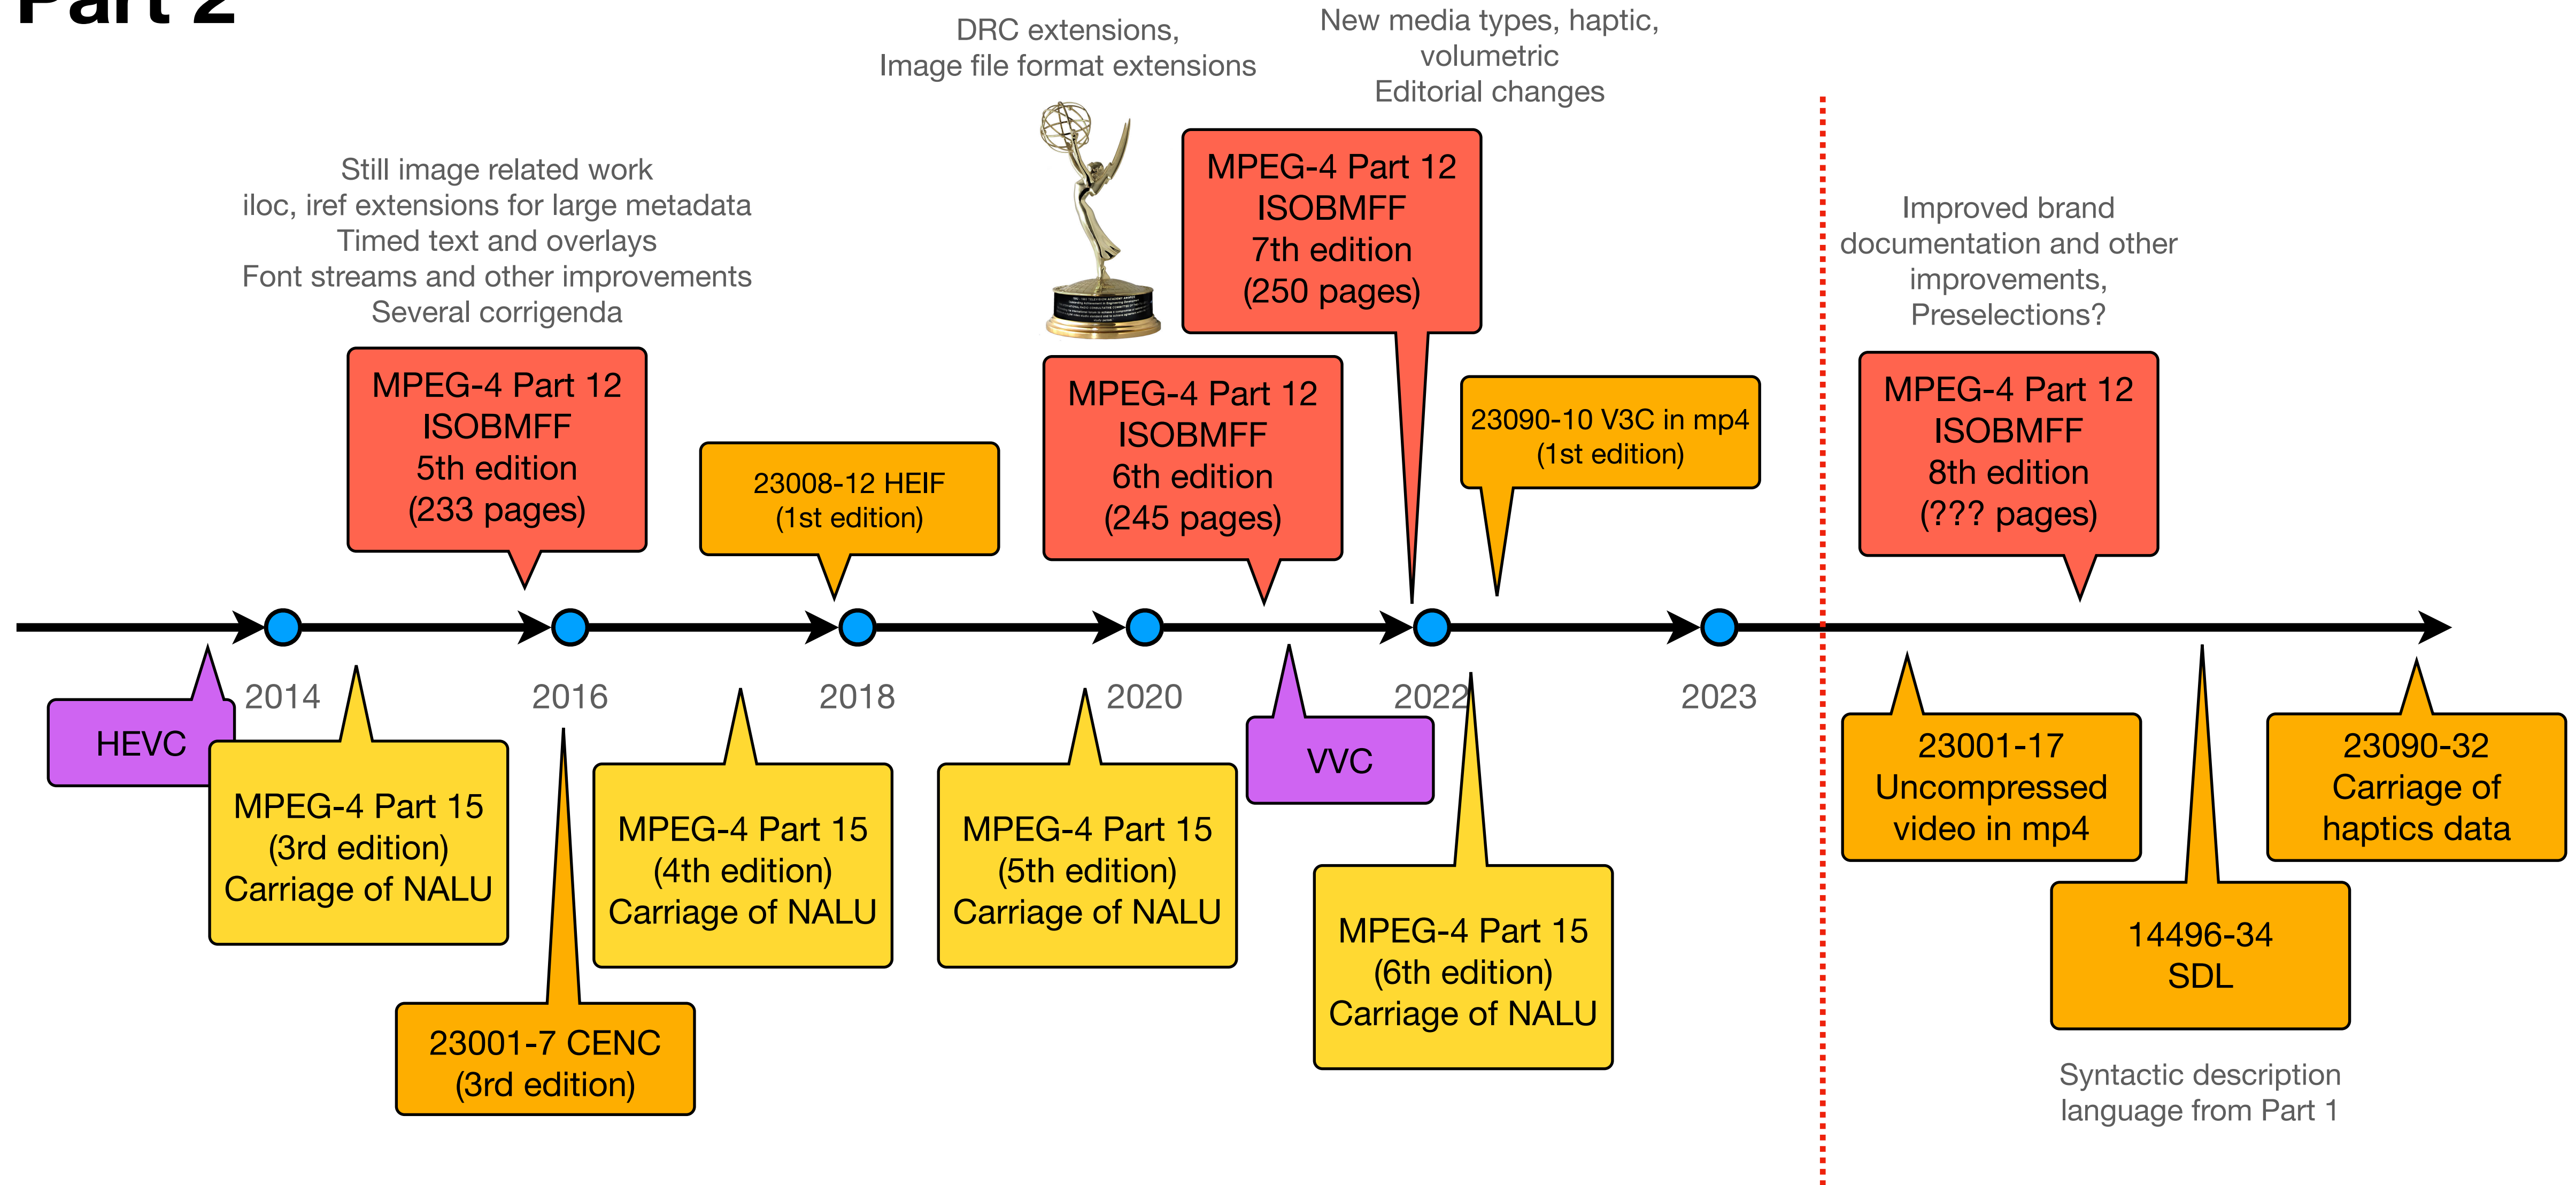 Part 2
DRC extensions,
Image file format extensions
New media types, haptic,
volumetric
Editorial changes
Still image related work
iloc, iref extensions for large metadata
Timed text and overlays
Font streams and other improvements
Several corrigenda
Improved brand
documentation and other
improvements,
Preselections?
MPEG-4 Part 12
ISOBMFF
5th edition
(233 pages)
23008-12 HEIF
(1st edition)
MPEG-4 Part 12
ISOBMFF
6th edition
(245 pages)
MPEG-4 Part 12
ISOBMFF
7th edition
(250 pages)
23090-10 V3C in mp4
(1st edition)
MPEG-4 Part 12
ISOBMFF
8th edition
(??? pages)
2014
2016
2018
2020
2022
2023
HEVC
MPEG-4 Part 15
(3rd edition)
Carriage of NALU
23001-7 CENC
(3rd edition)
MPEG-4 Part 15
(4th edition)
Carriage of NALU
MPEG-4 Part 15
(5th edition)
Carriage of NALU
VVC
MPEG-4 Part 15
(6th edition)
Carriage of NALU
23001-17
Uncompressed
video in mp4
14496-34
SDL
23090-32
Carriage of
haptics data
Syntactic description
language from Part 1